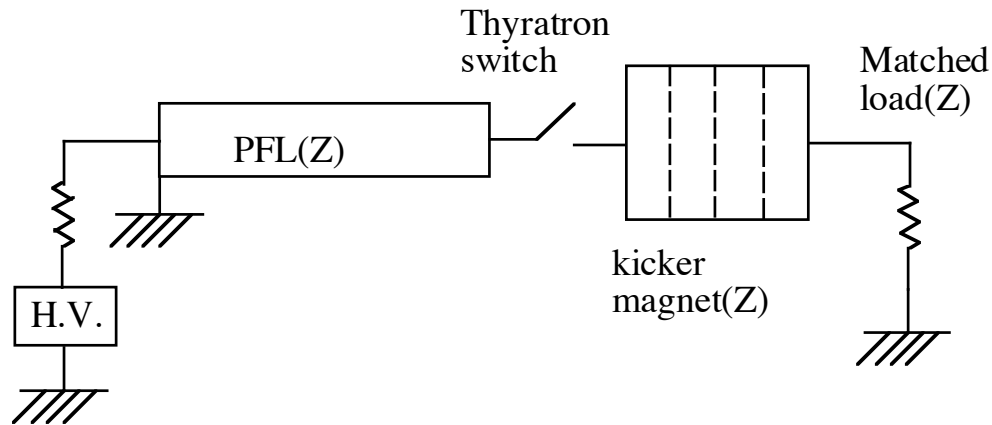 Thyratron
switch
Matched
load(Z)
PFL(Z)
kicker
magnet(Z)
H.V.